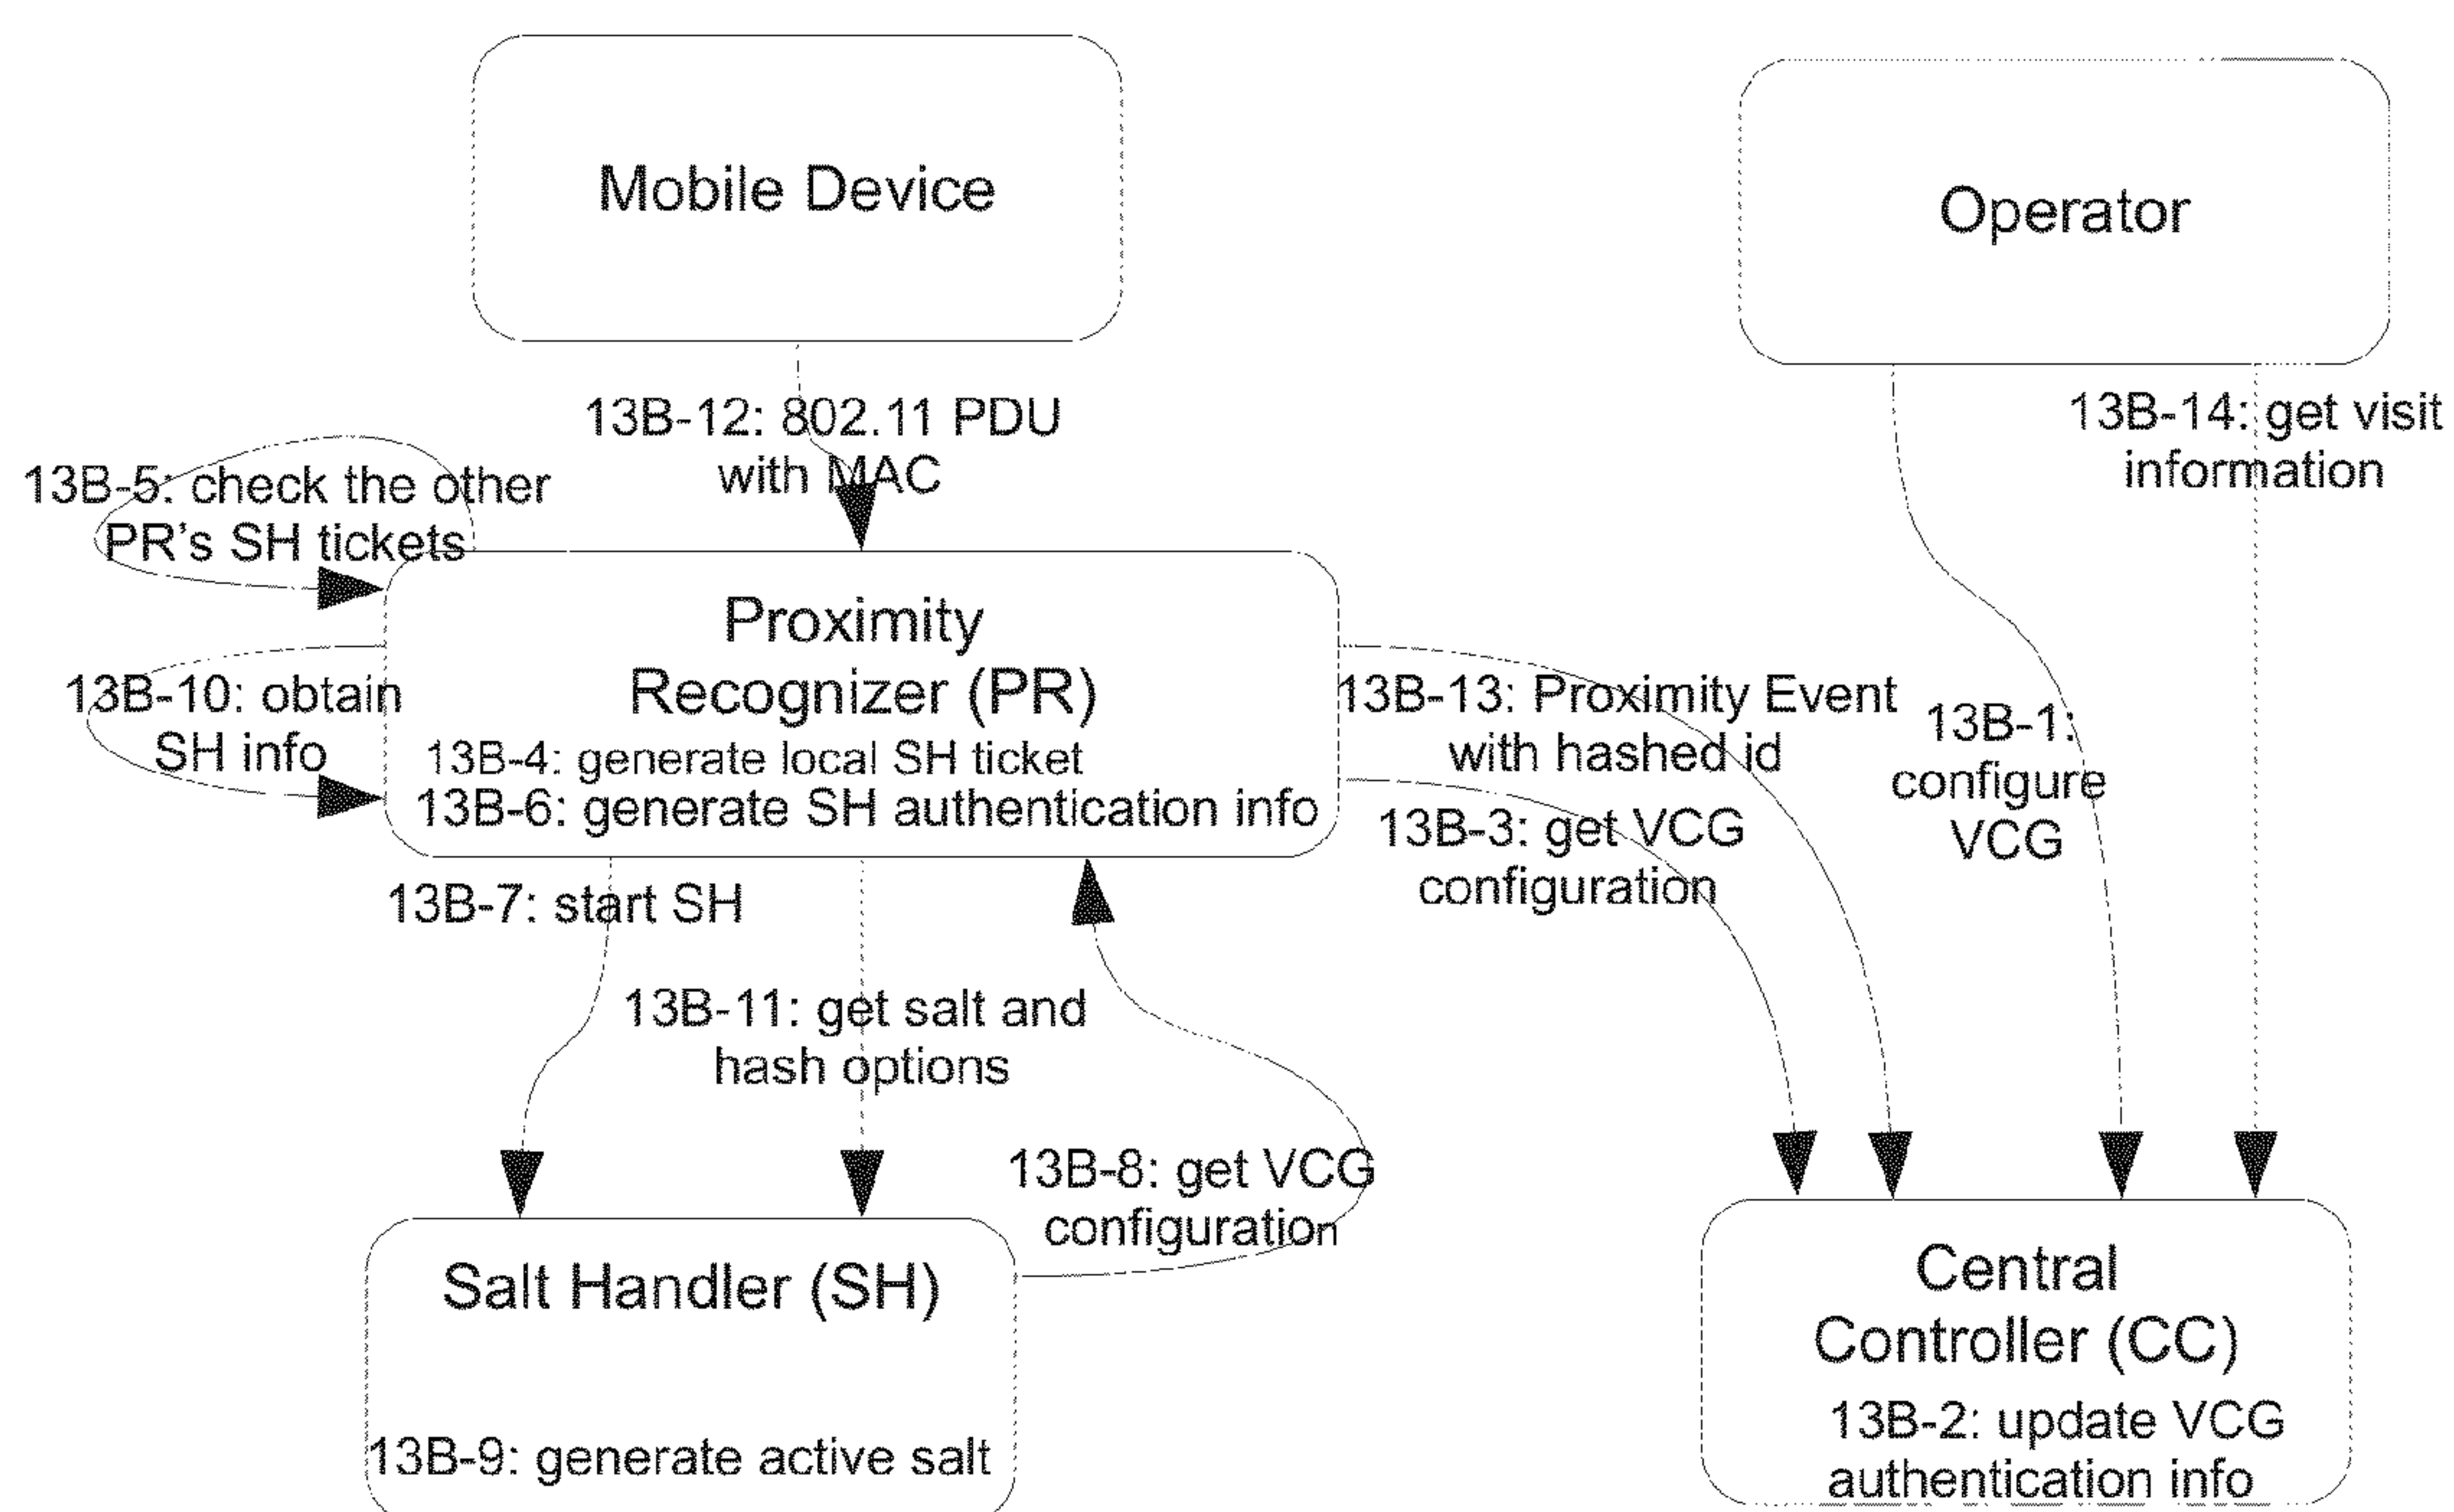 Mobile Device
Operator
13B-12: 802.11 PDU
with MAC
13B-14: get visit
information
13B-5: check the other
PR's SH tickets
Proximity
Recognizer (PR)
13B-4: generate local SH ticket
13B-6: generate SH authentication info
13B-10: obtain
SH info
13B-13: Proximity Event
with hashed id
13B-3: get VCG
configuration
13B-1:
configure
VCG
13B-7: start SH
13B-11: get salt and
hash options
13B-8: get VCG
configuration
Salt Handler (SH)
13B-9: generate active salt
Central
Controller (CC)
13B-2: update VCG
authentication info